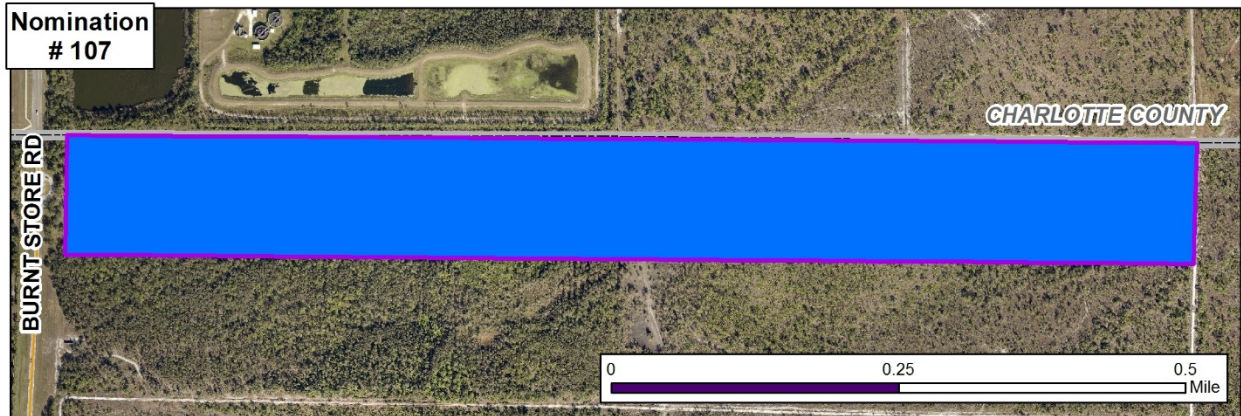 Nomination
# 107
CHARLOTTE COUNTY
BURNT STORE RD
0 0.25 0.5
Mile